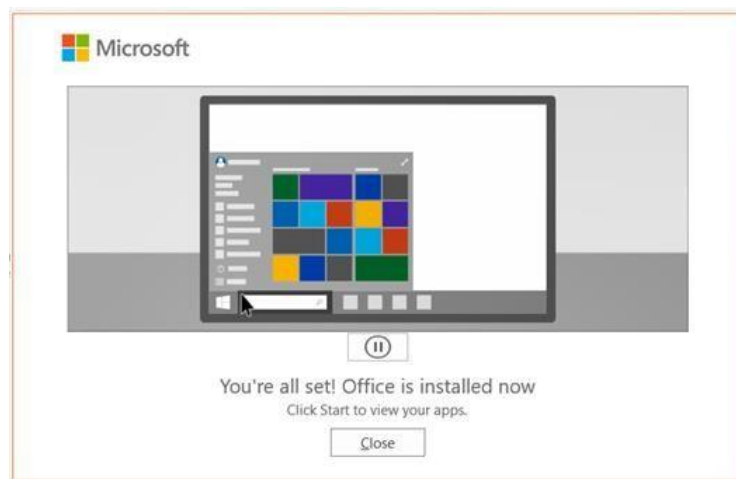 Microsoft
You're all set! Office is installed now
Click Start to view your apps.
Close